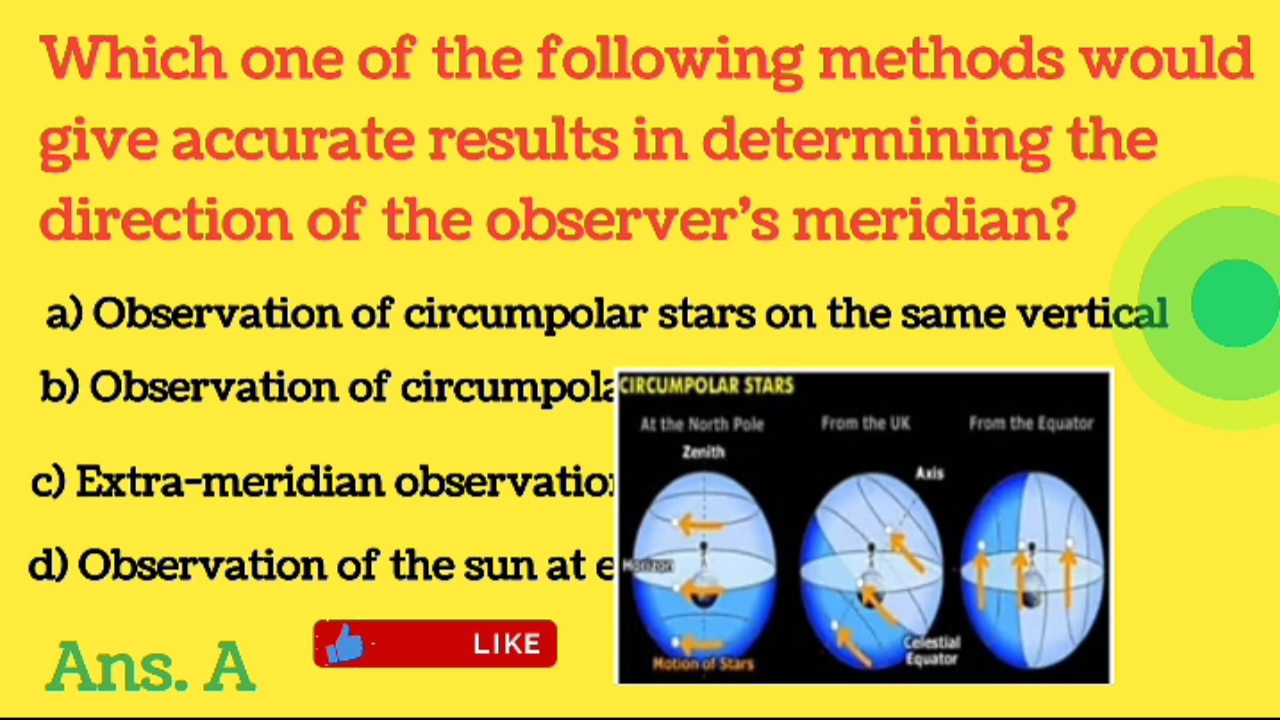 Which one of the following methods would
give accurate results in determining the
direction of the observer's meridian?
a) Observation of circumpolar stars on the same vertical
b) Observation of
c) Extra-meridian
d) Observation of the sun at
CIRCUMPOLAR STARS
At the North Pole
From the UK
From the Equator
Zenith
Axis
Horizon
Celestial
Equator
Motion of Stars
LIKE
Ans. A